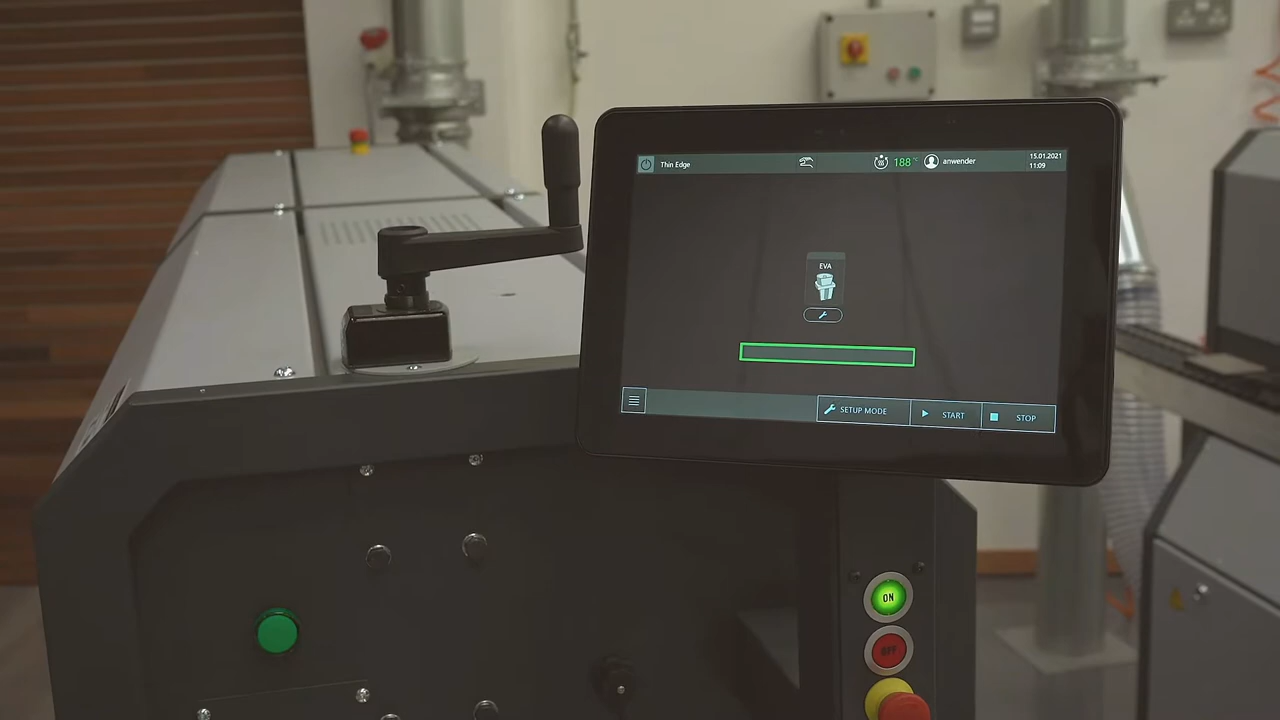 Thin Edge
188 °C
anwender
15.01.2021
11:09
EVA
SETUP MODE
START
STOP
ON
OFF